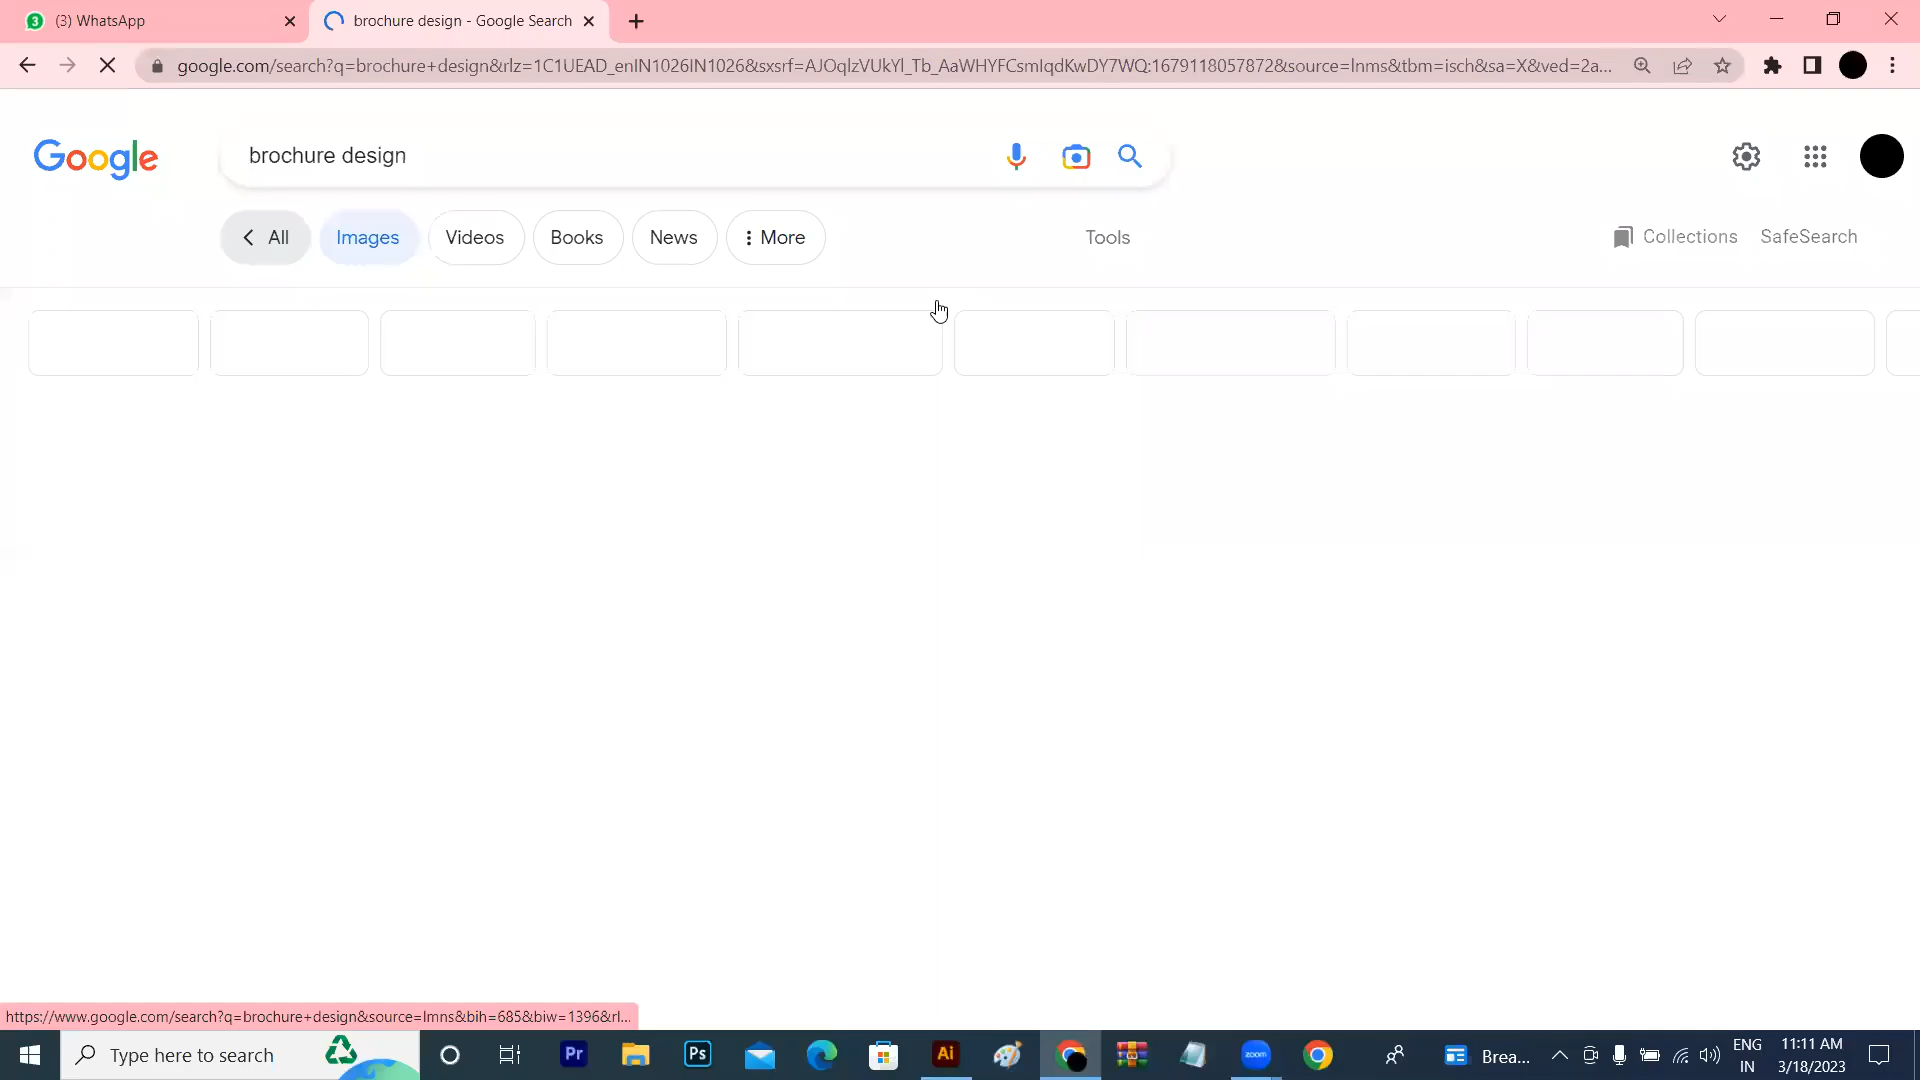 (3) WhatsApp
brochure design - Google Search
google.com/search?q=brochure+design&rlz=1C1UEAD_enIN1026IN1026&sxsrf=AJOqlzVUkYl_Tb_AaWHYFCsmIqdKwDY7WQ:1679118057872&source=lnms&tbm=isch&sa=X&ved=2a...
Google
brochure design
All
Images
Videos
Books
News
More
Tools
Collections
SafeSearch
https://www.google.com/search?q=brochure+design&source=lmns&bih=685&biw=1396&rl...
Type here to search
Pr
Ps
Ai
zoom
Brea...
ENG
IN
11:11 AM
3/18/2023